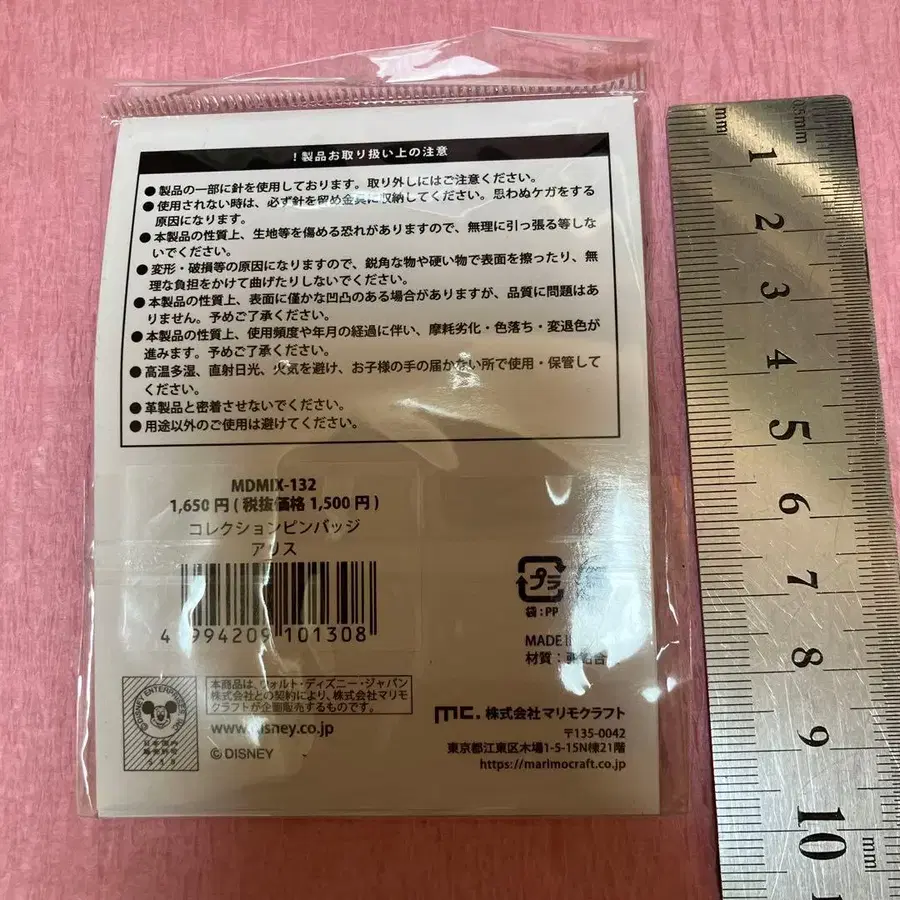 ！製品お取り扱い上の注意
●製品の一部に針を使用しております。取り外しにはご注意ください。
●使用されない時は、必ず針を留め金具に収納してください。思わぬケガをする
原因になります。
●本製品の性質上、生地等を傷める恐れがありますので、無理に引っ張る等しな
いでください。
●変形・破損等の原因になりますので、鋭角な物や硬い物で表面を擦ったり、無
理な負担をかけて曲げたりしないでください。
●本製品の性質上、表面に僅かな凹凸のある場合がありますが、品質に問題はあ
りません。予めご了承ください。
●本製品の性質上、使用頻度や年月の経過に伴い、摩耗劣化・色落ち・変退色が
進みます。予めご了承ください。
●高温多湿、直射日光、火気を避け、お子様の手の届かない所で使用・保管して
ください。
●革製品と密着させないでください。
●用途以外のご使用は避けてください。
MDMIX-132
1,650円(税抜価格1,500円)
コレクションピンバッジ
アリス
4 994209 101308
プラ
袋：PP
MADE
材質：亜鉛合
©DISNEY ENTERPRISES, INC.
本商品は、ウォルト・ディズニー・ジャパン
株式会社との契約により、株式会社マリモ
クラフトが企画販売するものです。
www.disney.co.jp
©DISNEY
mc. 株式会社マリモクラフト
〒135-0042
東京都江東区木場1-5-15N棟21階
https://marimocraft.co.jp
mm
1
2
3
4
5
6
7
8
9
10
mm